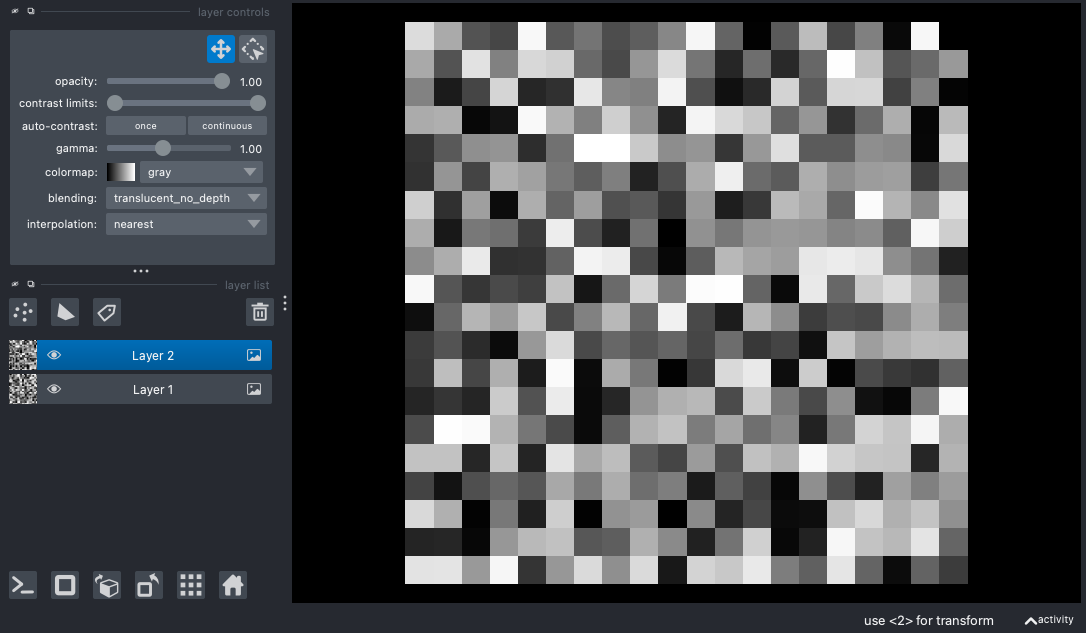 layer controls
opacity: 1.00
contrast limits:
auto-contrast: once continuous
gamma: 1.00
colormap: gray
blending: translucent_no_depth
interpolation: nearest
layer list
Layer 2
Layer 1
use <2> for transform activity